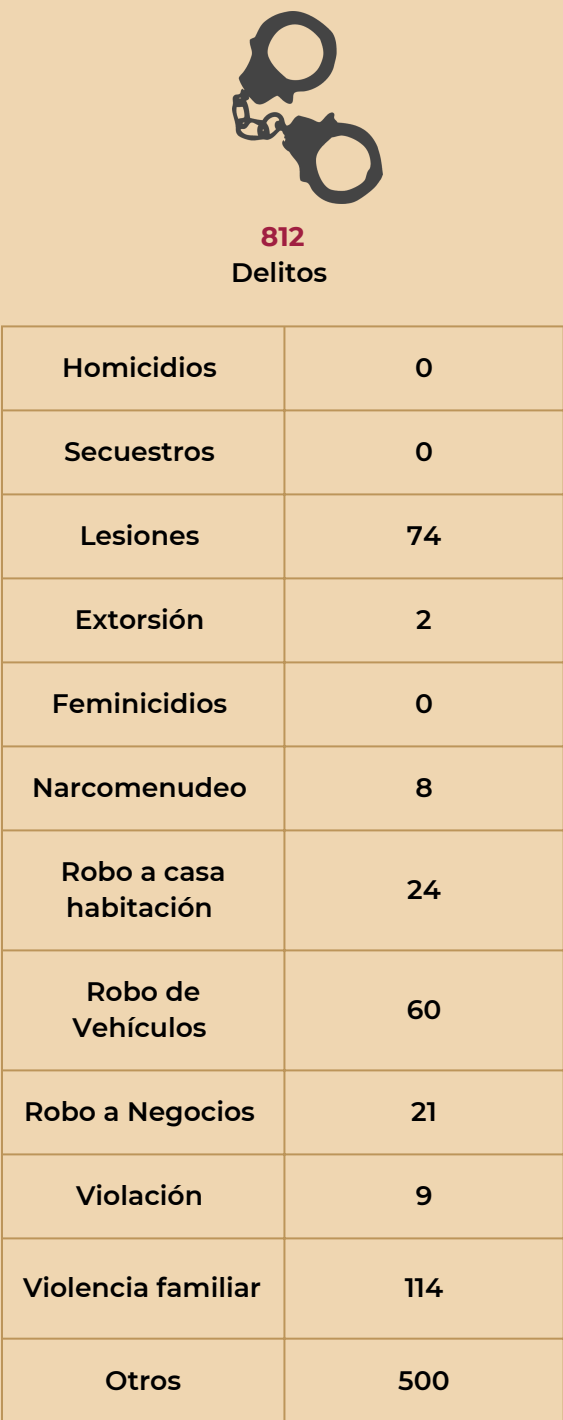 812
Delitos
Homicidios 0
Secuestros 0
Lesiones 74
Extorsión 2
Feminicidios 0
Narcomenudeo 8
Robo a casa
habitación 24
Robo de
Vehículos 60
Robo a Negocios 21
Violación 9
Violencia familiar 114
Otros 500